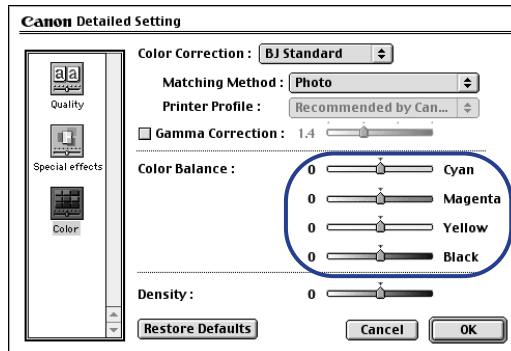 Canon Detailed Setting
Color Correction : BJ Standard
Matching Method : Photo
Printer Profile : Recommended by Can...
Gamma Correction : 1.4
Quality
Special effects
Color
Color Balance : 0 Cyan
0 Magenta
0 Yellow
0 Black
Density : 0
Restore Defaults Cancel OK